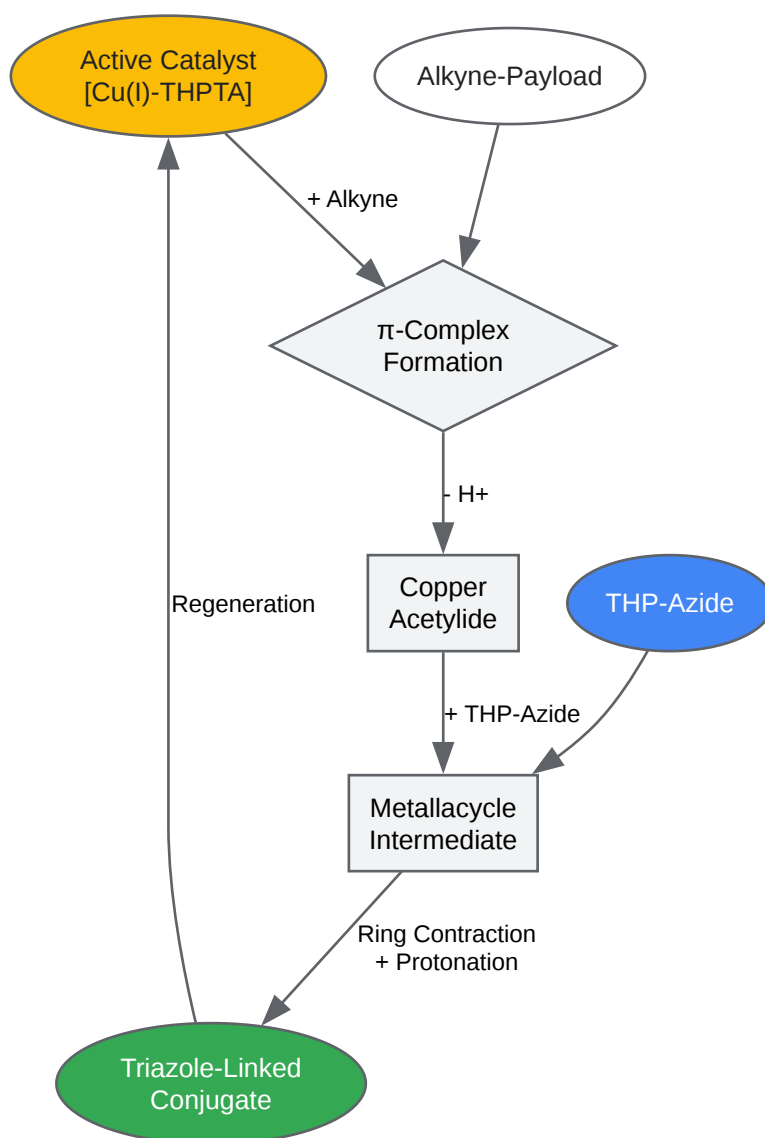 Active Catalyst
[Cu(I)-THPTA]
Alkyne-Payload
+ Alkyne
π-Complex
Formation
- H+
Copper
Acetylide
THP-Azide
Regeneration
+ THP-Azide
Metallacycle
Intermediate
Ring Contraction
+ Protonation
Triazole-Linked
Conjugate